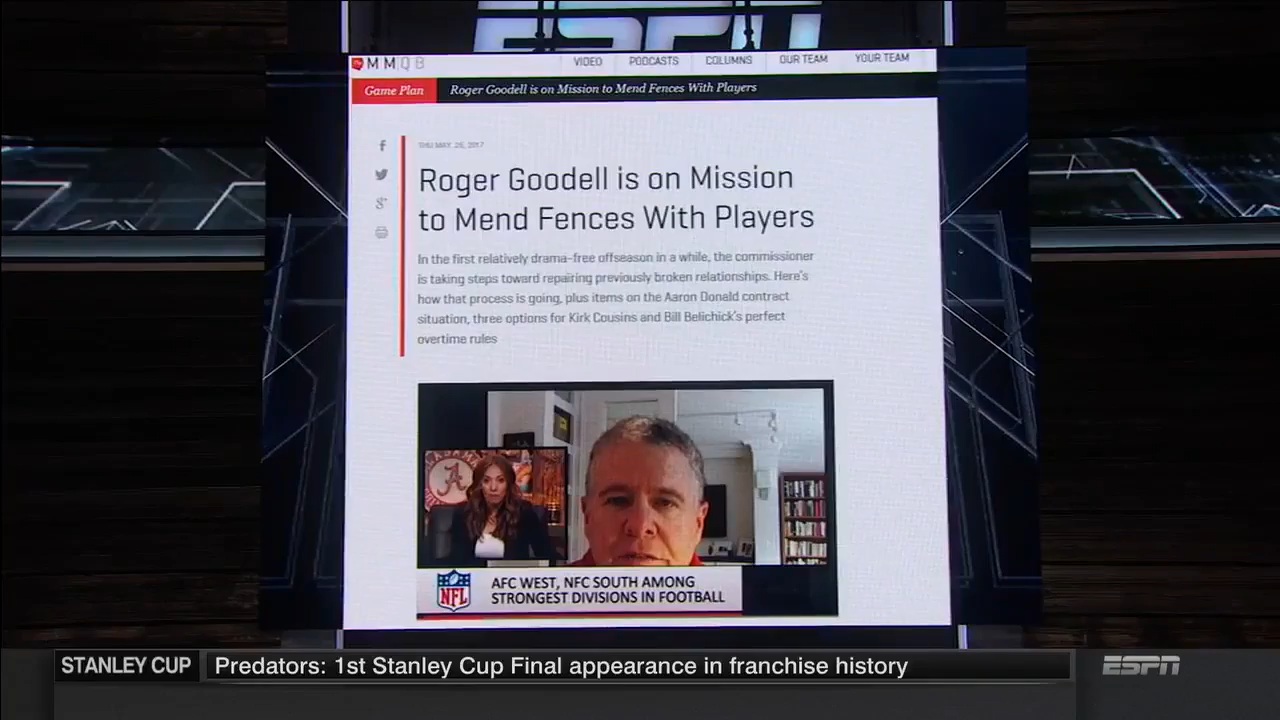 ESPN
MMQB
VIDEO PODCASTS COLUMNS OUR TEAM YOUR TEAM
Game Plan Roger Goodell is on Mission to Mend Fences With Players
THU MAY. 25, 2017
Roger Goodell is on Mission
to Mend Fences With Players
In the first relatively drama-free offseason in a while, the commissioner
is taking steps toward repairing previously broken relationships. Here's
how that process is going, plus items on the Aaron Donald contract
situation, three options for Kirk Cousins and Bill Belichick's perfect
overtime rules
A
NFL
AFC WEST, NFC SOUTH AMONG
STRONGEST DIVISIONS IN FOOTBALL
STANLEY CUP Predators: 1st Stanley Cup Final appearance in franchise history ESPN